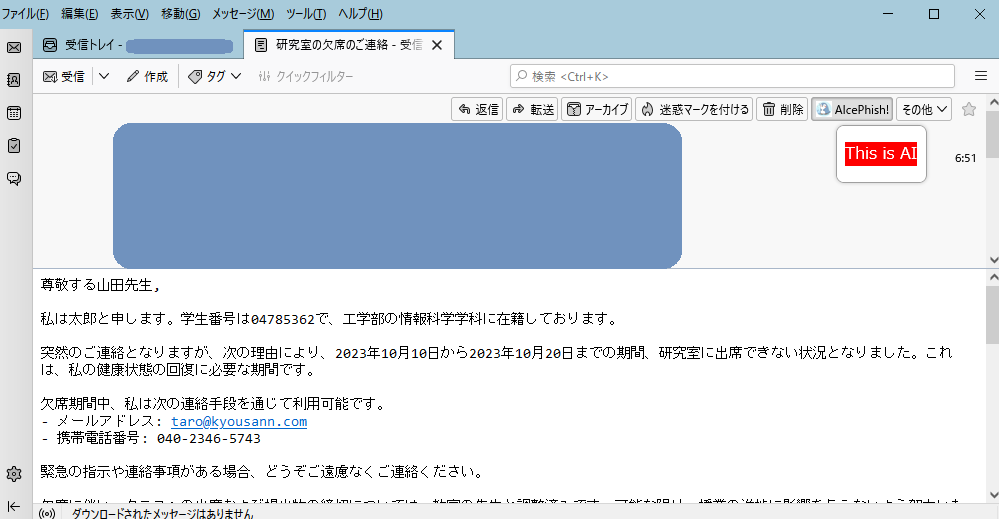 ファイル(F) 編集(E) 表示(V) 移動(G) メッセージ(M) ツール(T) ヘルプ(H)
受信トレイ - 研究室の欠席のご連絡 - 受信
受信 作成 タグ クイックフィルター 検索 <Ctrl+K>
返信 転送 アーカイブ 迷惑マークを付ける 削除 AIcePhish! その他
This is AI
6:51
尊敬する山田先生,
私は太郎と申します。学生番号は04785362で、工学部の情報科学学科に在籍しております。
突然のご連絡となりますが、次の理由により、2023年10月10日から2023年10月20日までの期間、研究室に出席できない状況となりました。これ
は、私の健康状態の回復に必要な期間です。
欠席期間中、私は次の連絡手段を通じて利用可能です。
- メールアドレス: taro@kyousann.com
- 携帯電話番号: 040-2346-5743
緊急の指示や連絡事項がある場合、どうぞご遠慮なくご連絡ください。
ダウンロードされたメッセージはありません